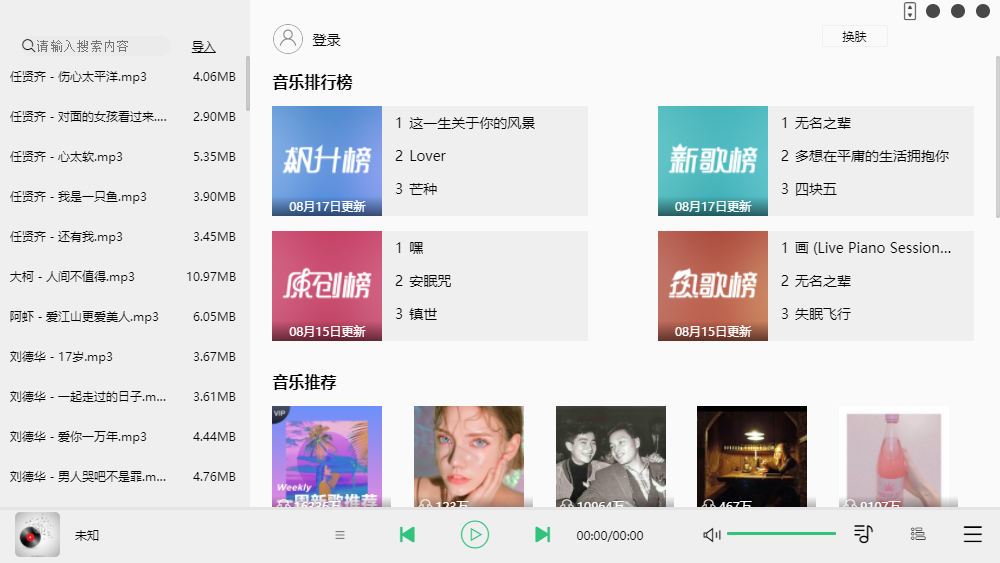 请输入搜索内容
导入
任贤齐 - 伤心太平洋.mp3 4.06MB
任贤齐 - 对面的女孩看过来.... 2.90MB
任贤齐 - 心太软.mp3 5.35MB
任贤齐 - 我是一只鱼.mp3 3.90MB
任贤齐 - 还有我.mp3 3.45MB
大柯 - 人间不值得.mp3 10.97MB
阿虾 - 爱江山更爱美人.mp3 6.05MB
刘德华 - 17岁.mp3 3.67MB
刘德华 - 一起走过的日子.m... 3.61MB
刘德华 - 爱你一万年.mp3 4.44MB
刘德华 - 男人哭吧不是罪.m... 4.76MB
登录
换肤
音乐排行榜
飙升榜
08月17日更新
1 这一生关于你的风景
2 Lover
3 芒种
新歌榜
08月17日更新
1 无名之辈
2 多想在平庸的生活拥抱你
3 四块五
原创榜
08月15日更新
1 嘿
2 安眠咒
3 镇世
热歌榜
08月15日更新
1 画 (Live Piano Session...
2 无名之辈
3 失眠飞行
音乐推荐
VIP
Weekly
一周新歌推荐
123万
10964万
467万
9107万
未知
00:00/00:00